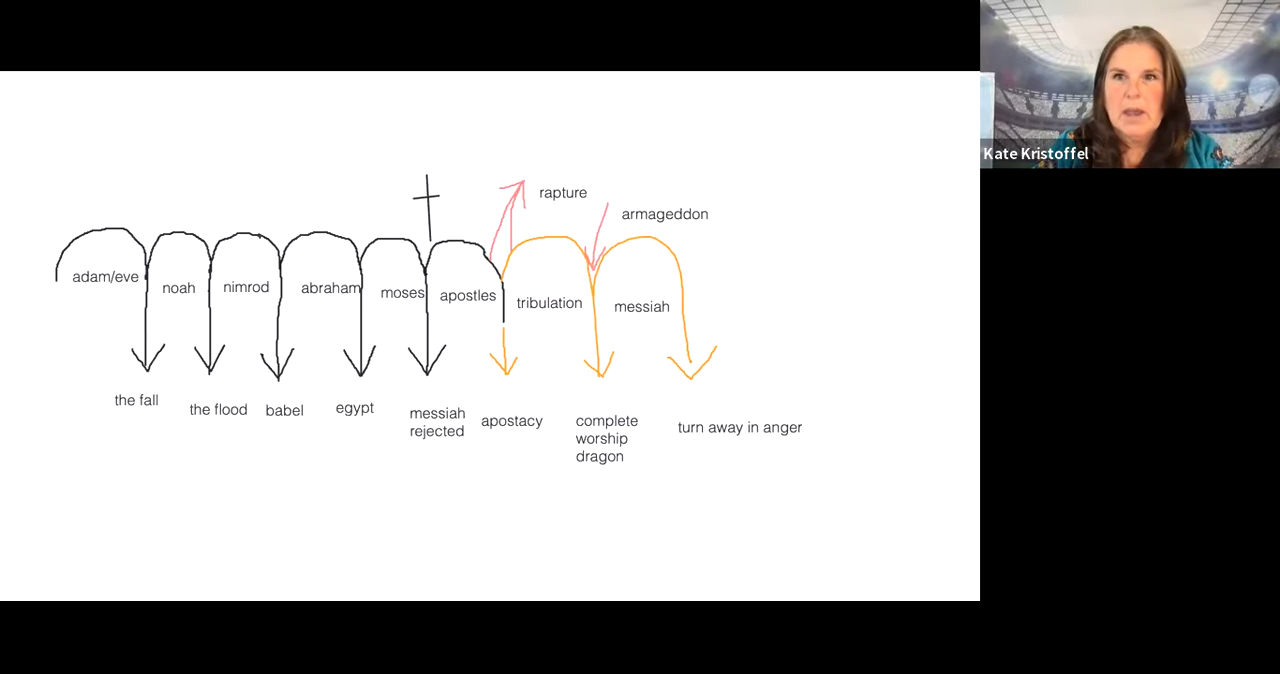 Kate Kristoffel
rapture
armageddon
adam/eve
noah
nimrod
abraham
moses
apostles
tribulation
messiah
the fall
the flood
babel
egypt
messiah
rejected
apostacy
complete
worship
dragon
turn away in anger